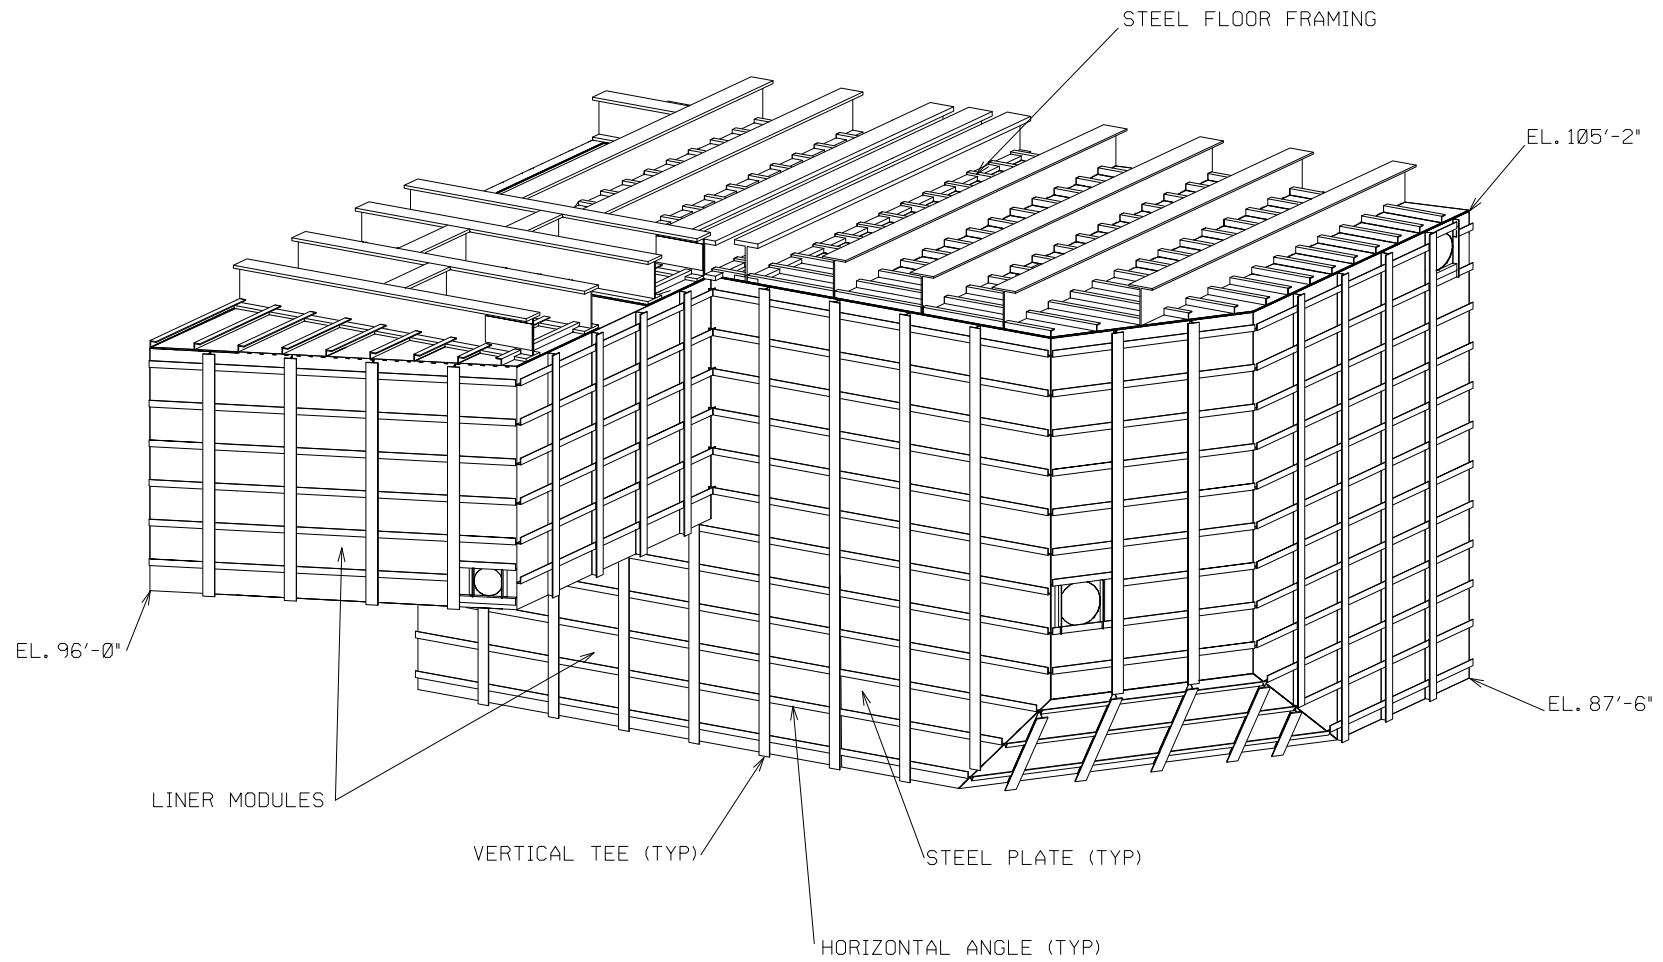 STEEL FLOOR FRAMING
EL. 105'-2"
EL. 96'-0"
EL. 87'-6"
LINER MODULES
VERTICAL TEE (TYP)
STEEL PLATE (TYP)
HORIZONTAL ANGLE (TYP)